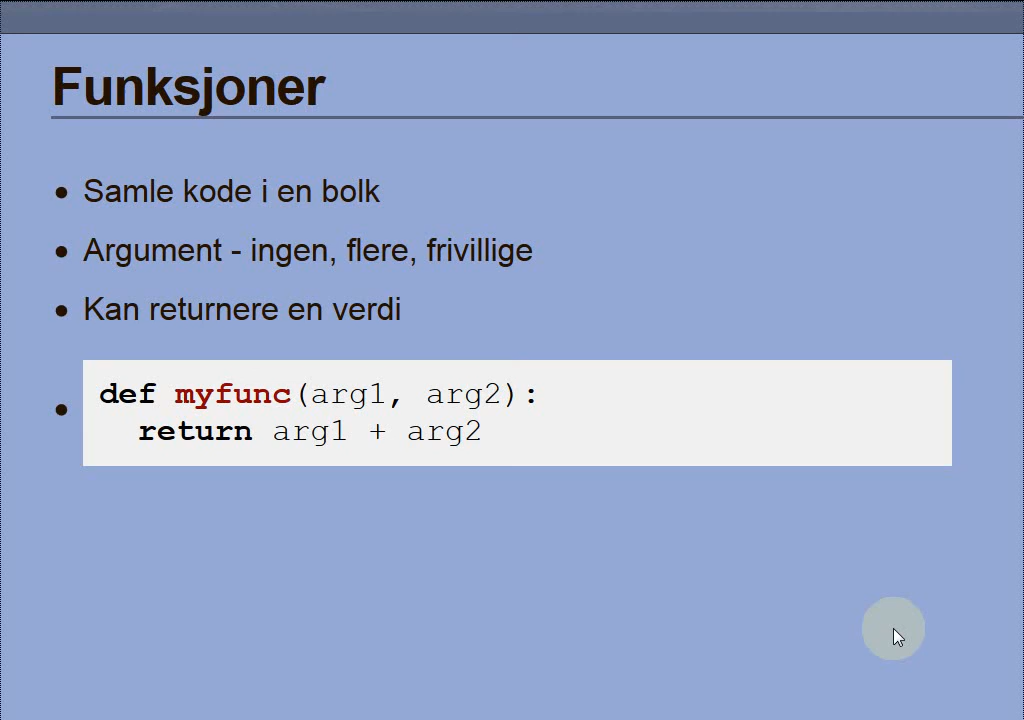 Funksjoner
• Samle kode i en bolk
• Argument - ingen, flere, frivillige
• Kan returnere en verdi
• def myfunc(arg1, arg2):
  return arg1 + arg2